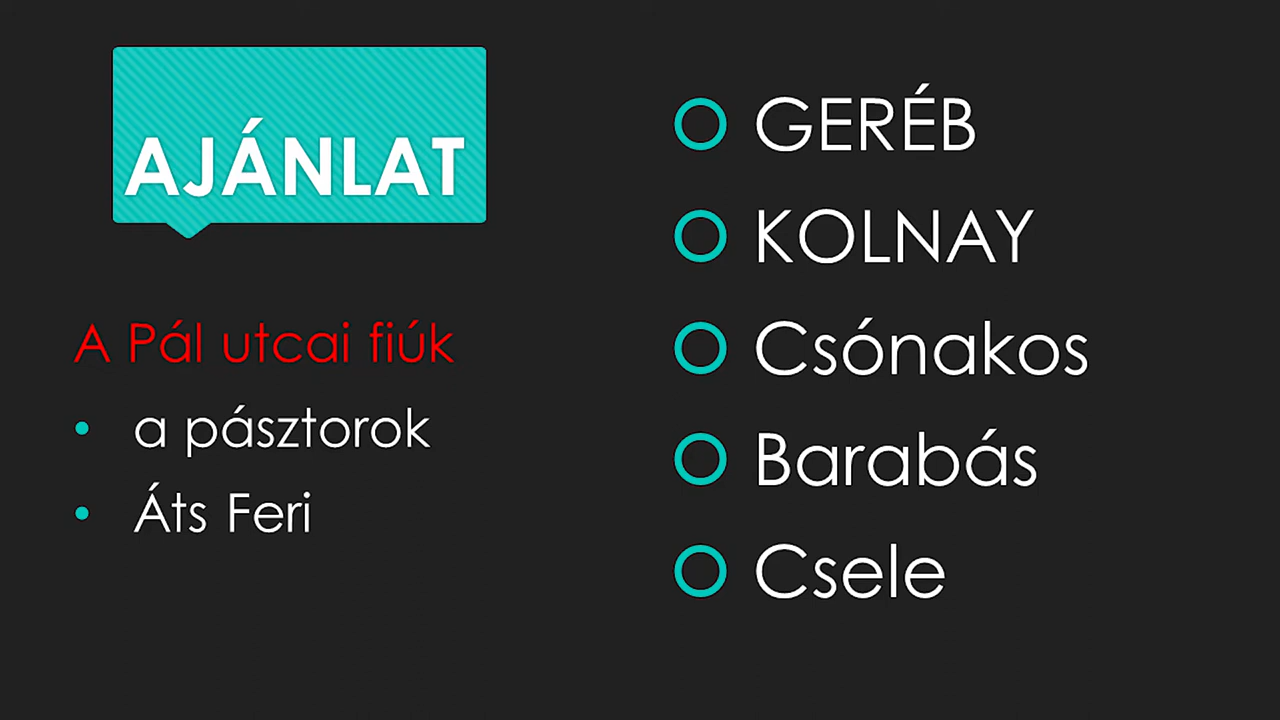 AJÁNLAT
A Pál utcai fiúk
• a pásztorok
• Áts Feri
GERÉB
KOLNAY
Csónakos
Barabás
Csele